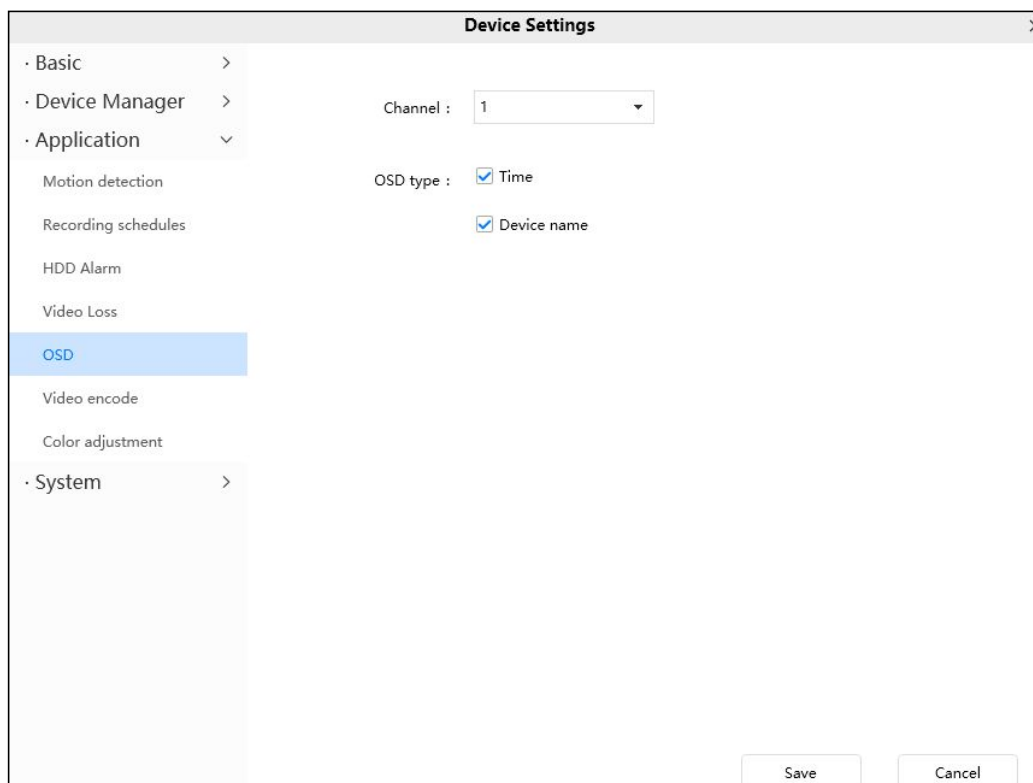 Device Settings
· Basic
· Device Manager
· Application
Motion detection
Recording schedules
HDD Alarm
Video Loss
OSD
Video encode
Color adjustment
· System
Channel : 1
OSD type : Time
Device name
Save Cancel